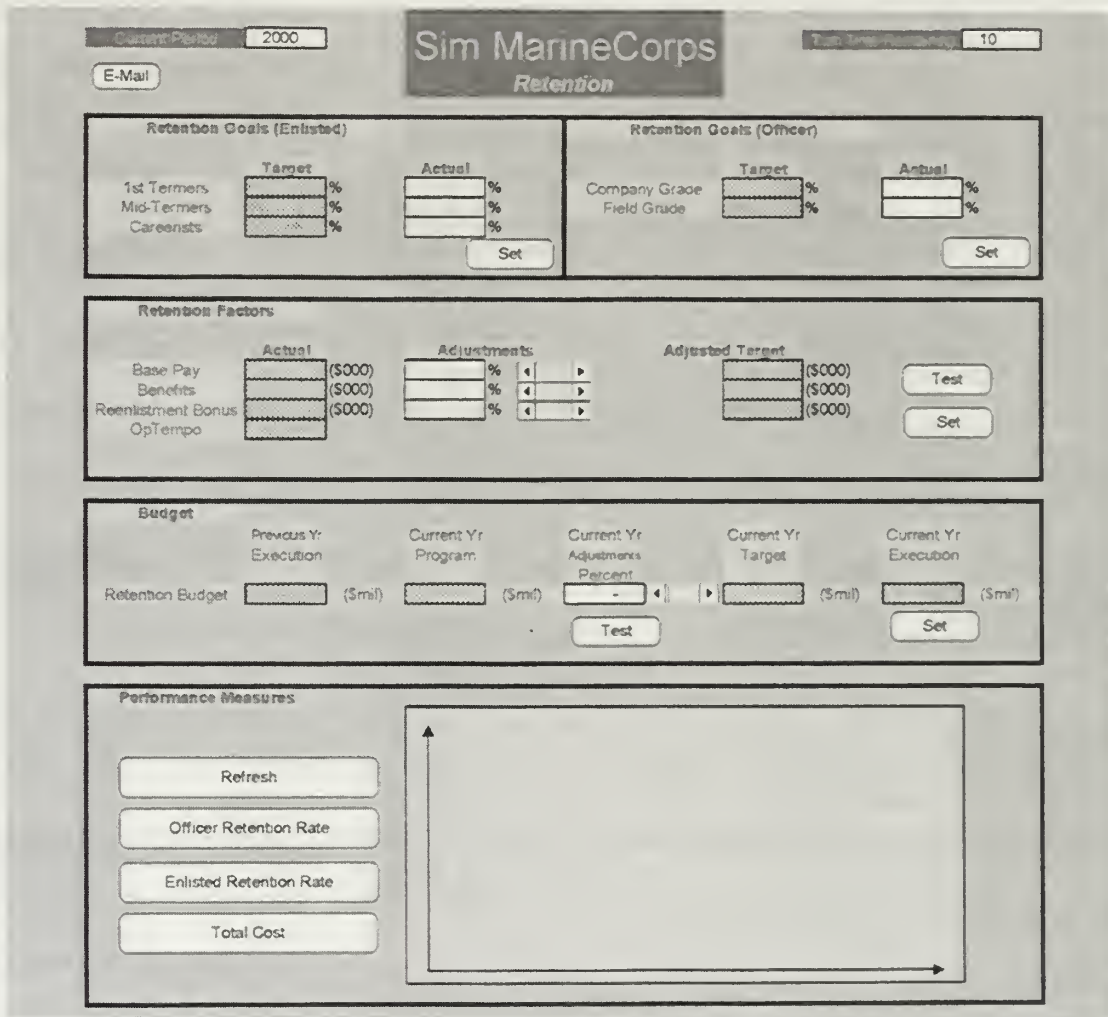 Current Period 2000
Sim MarineCorps
Retention
10
E-Mail
Retention Goals (Enlisted)
Target Actual
1st Termers % %
Mid-Termers % %
Careerists % %
Set
Retention Goals (Officer)
Target Actual
Company Grade % %
Field Grade % %
Set
Retention Factors
Actual Adjustments Adjusted Target
Base Pay ($000) % ($000)
Benefits ($000) % ($000)
Reenlistment Bonus ($000) % ($000)
OpTempo
Test
Set
Budget
Previous Yr Current Yr Current Yr Current Yr Current Yr
Execution Program Adjustments Target Execution
Percent
Retention Budget ($mil) ($mil) - ($mil) ($mil)
Test Set
Performance Measures
Refresh
Officer Retention Rate
Enlisted Retention Rate
Total Cost